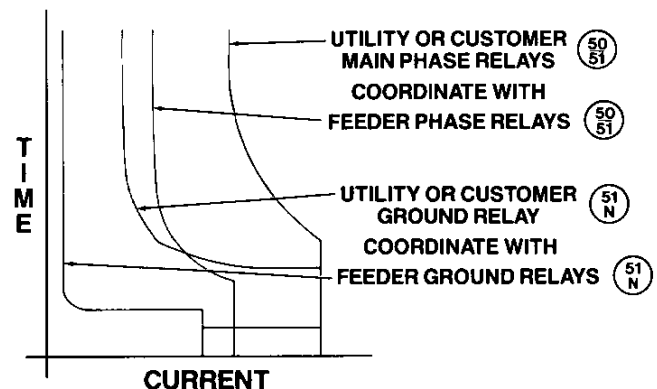 UTILITY OR CUSTOMER
MAIN PHASE RELAYS
50
51
COORDINATE WITH
FEEDER PHASE RELAYS
50
51
TIME
UTILITY OR CUSTOMER
GROUND RELAY
51
N
COORDINATE WITH
FEEDER GROUND RELAYS
51
N
CURRENT